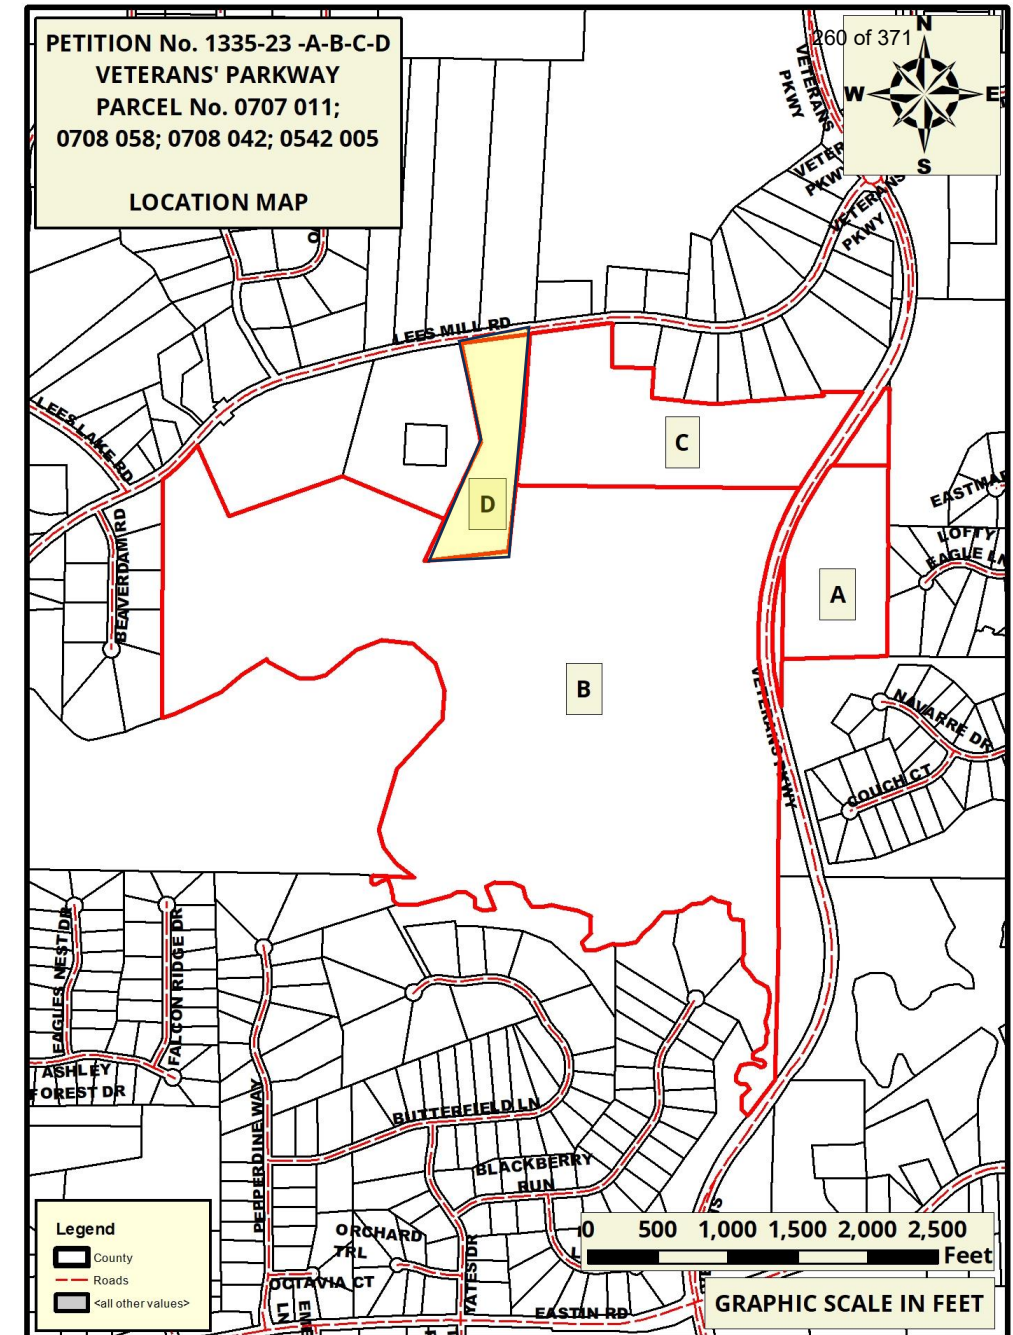 PETITION No. 1335-23 -A-B-C-D
VETERANS' PARKWAY
PARCEL No. 0707 011;
0708 058; 0708 042; 0542 005
LOCATION MAP
260 of 371
N
W
E
S
VETERANS
PKWY
PKWY
VETERANS
PKWY
O
LEES MILL RD
LEES LAKE RD
BEAVERDAM RD
C
D
A
B
LOFTY
EAGLE LN
VETERANS PKWY
NAVARRE DR
COUCH CT
EAGLES NEST DR
FALCON RIDGE DR
ASHLEY
FOREST DR
PEPPERDINE WAY
BUTTERFIELD LN
BLACKBERRY
RUN
ORCHARD
TRL
OCTAVIA CT
LN
YATES DR
EASTIN RD
Legend
County
Roads
<all other values>
0 500 1,000 1,500 2,000 2,500
Feet
GRAPHIC SCALE IN FEET